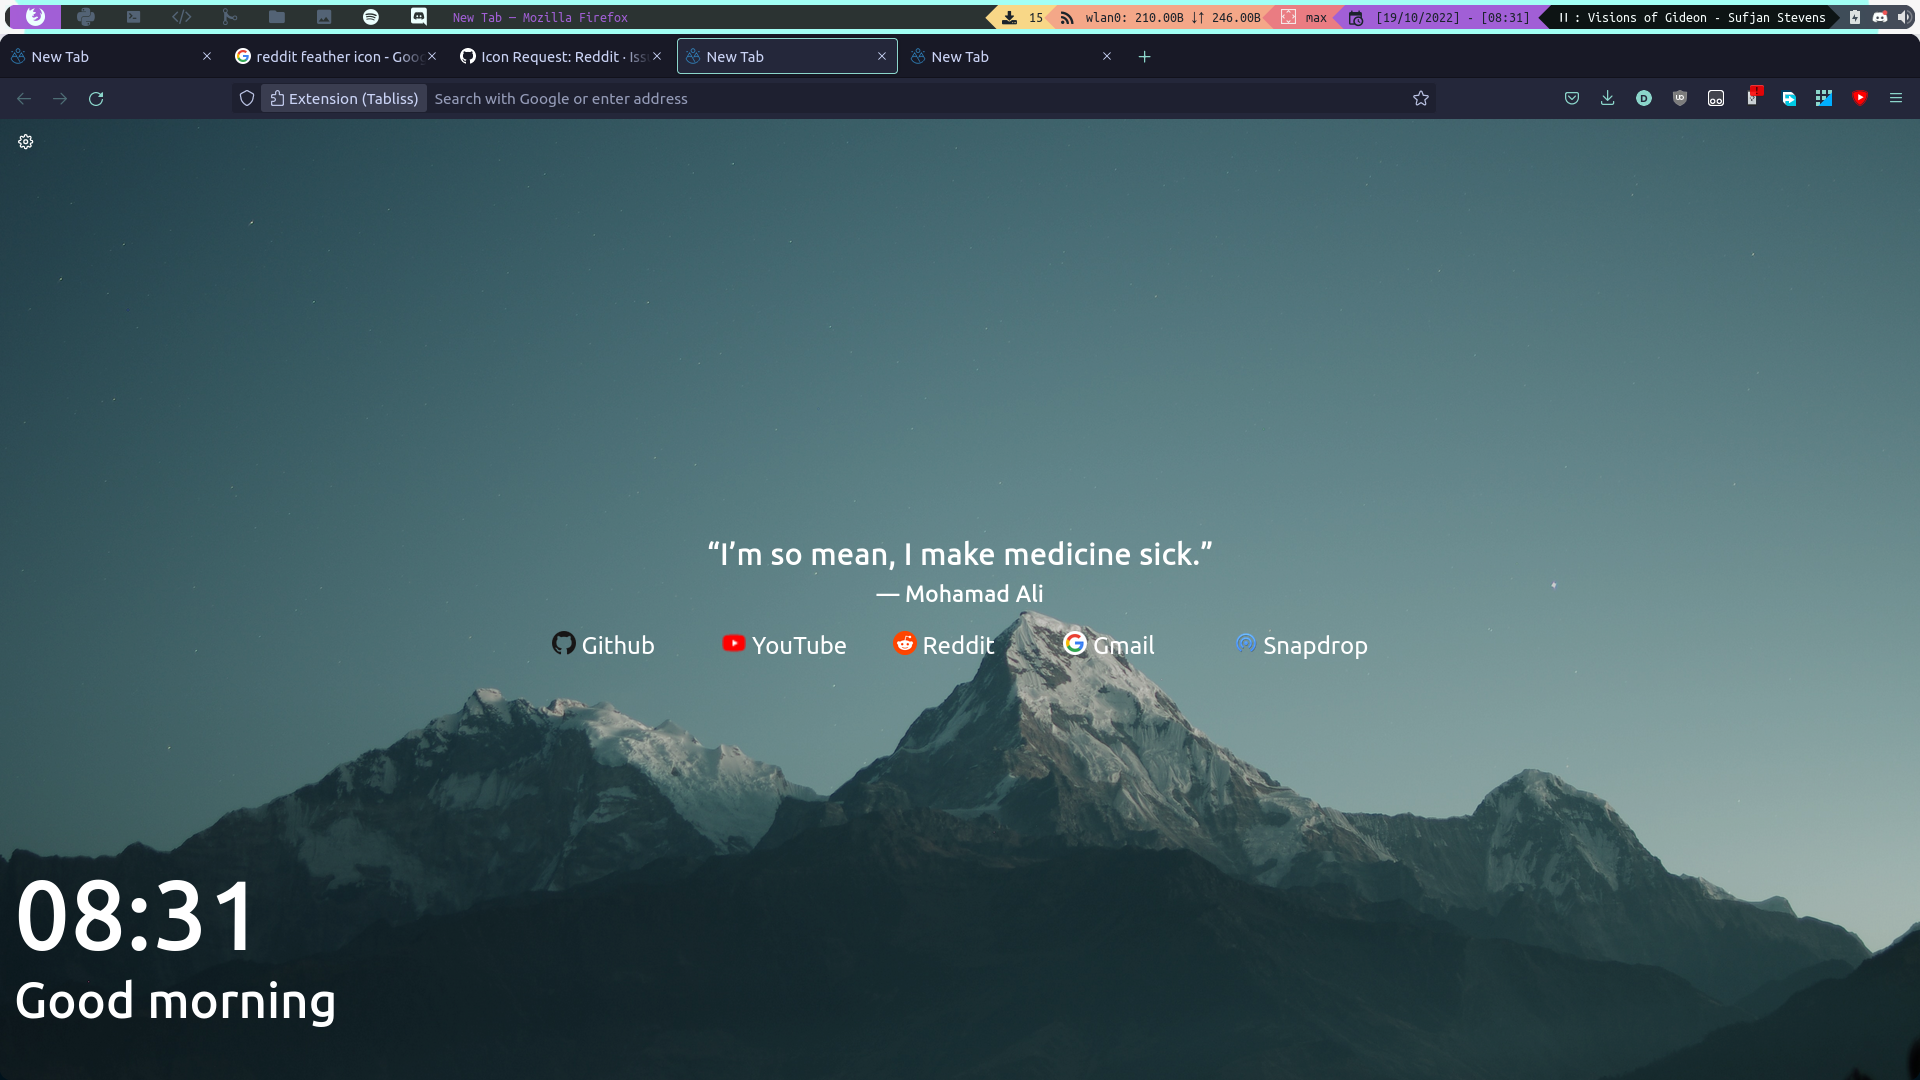 New Tab — Mozilla Firefox
15
wlan0: 210.00B ↓↑ 246.00B
max
[19/10/2022] - [08:31]
: Visions of Gideon - Sufjan Stevens
New Tab
reddit feather icon - Goog
Icon Request: Reddit · Iss
New Tab
New Tab
Extension (Tabliss)
Search with Google or enter address
“I’m so mean, I make medicine sick.”
— Mohamad Ali
Github
YouTube
Reddit
Gmail
Snapdrop
08:31
Good morning